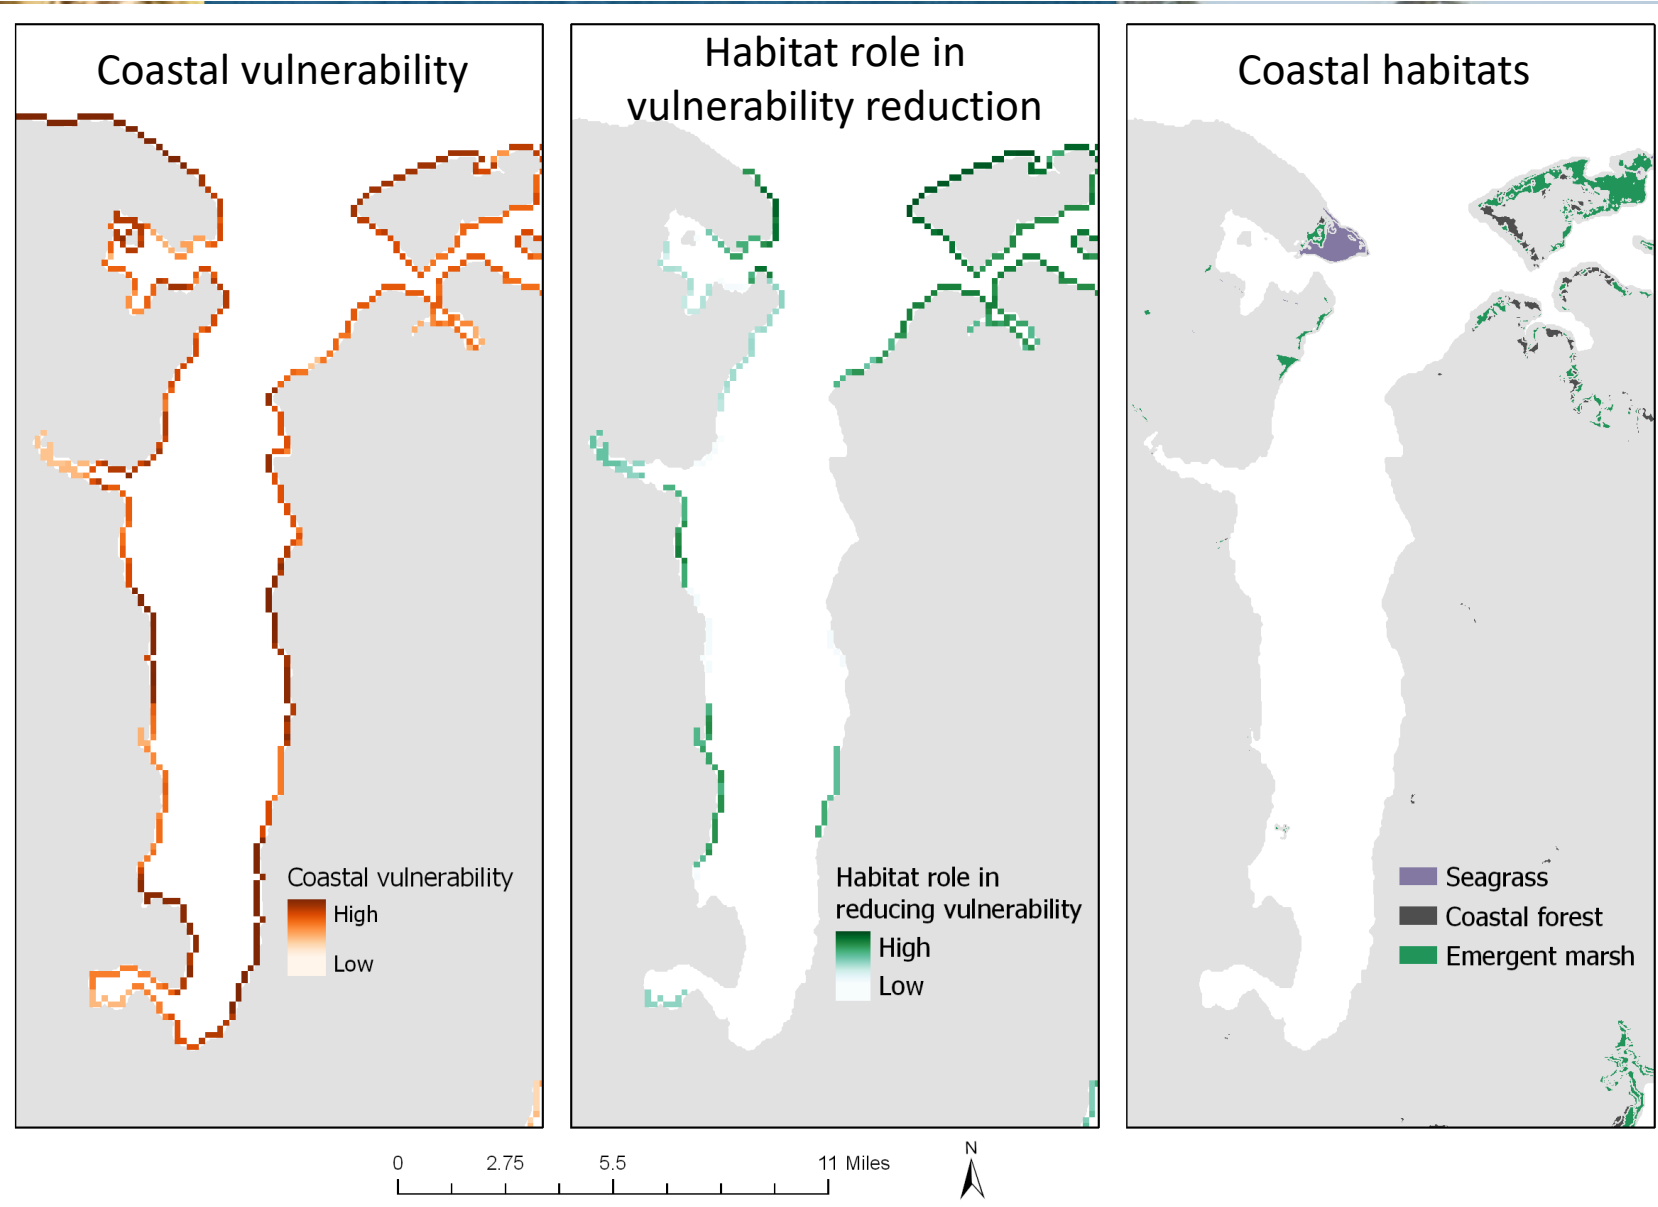 Coastal vulnerability
Habitat role in
vulnerability reduction
Coastal habitats
Coastal vulnerability
High
Low
Habitat role in
reducing vulnerability
High
Low
Seagrass
Coastal forest
Emergent marsh
0 2.75 5.5 11 Miles
N